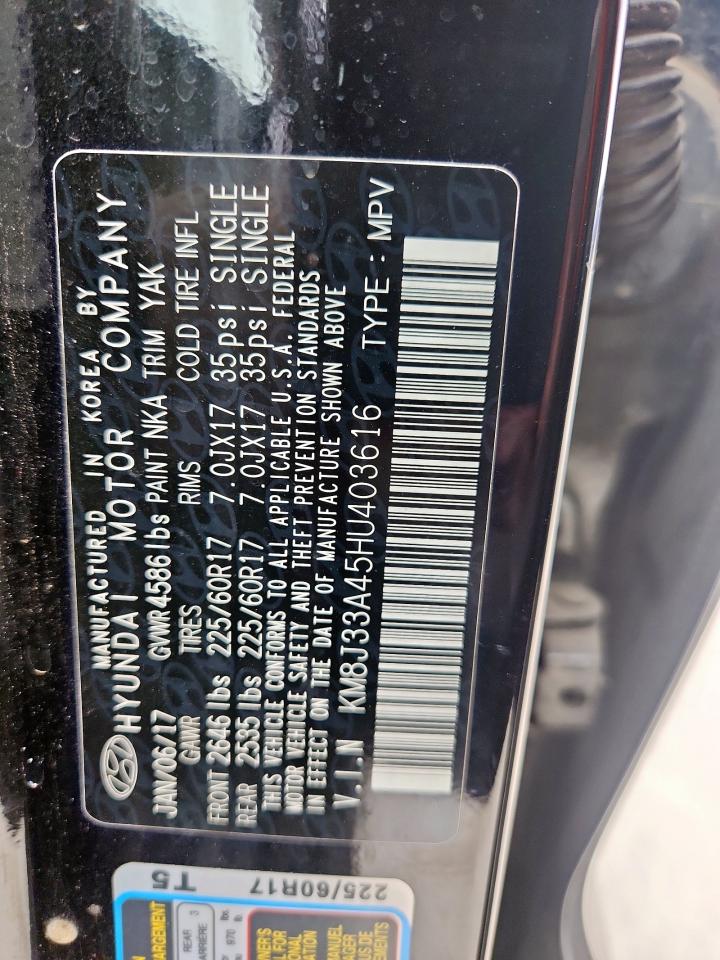 MANUFACTURED IN KOREA BY
HYUNDAI MOTOR COMPANY
JAN/06/17 GVWR 4586 lbs PAINT NKA TRIM YAK
GAWR TIRES RIMS COLD TIRE INFL
FRONT 2646 lbs 225/60R17 7.0JX17 35psi SINGLE
REAR 2535 lbs 225/60R17 7.0JX17 35psi SINGLE
THIS VEHICLE CONFORMS TO ALL APPLICABLE U.S.A. FEDERAL
MOTOR VEHICLE SAFETY AND THEFT PREVENTION STANDARDS
IN EFFECT ON THE DATE OF MANUFACTURE SHOWN ABOVE
V.I.N KM8J33A45HU403616 TYPE : MPV
T5
225/60R17
REAR 3